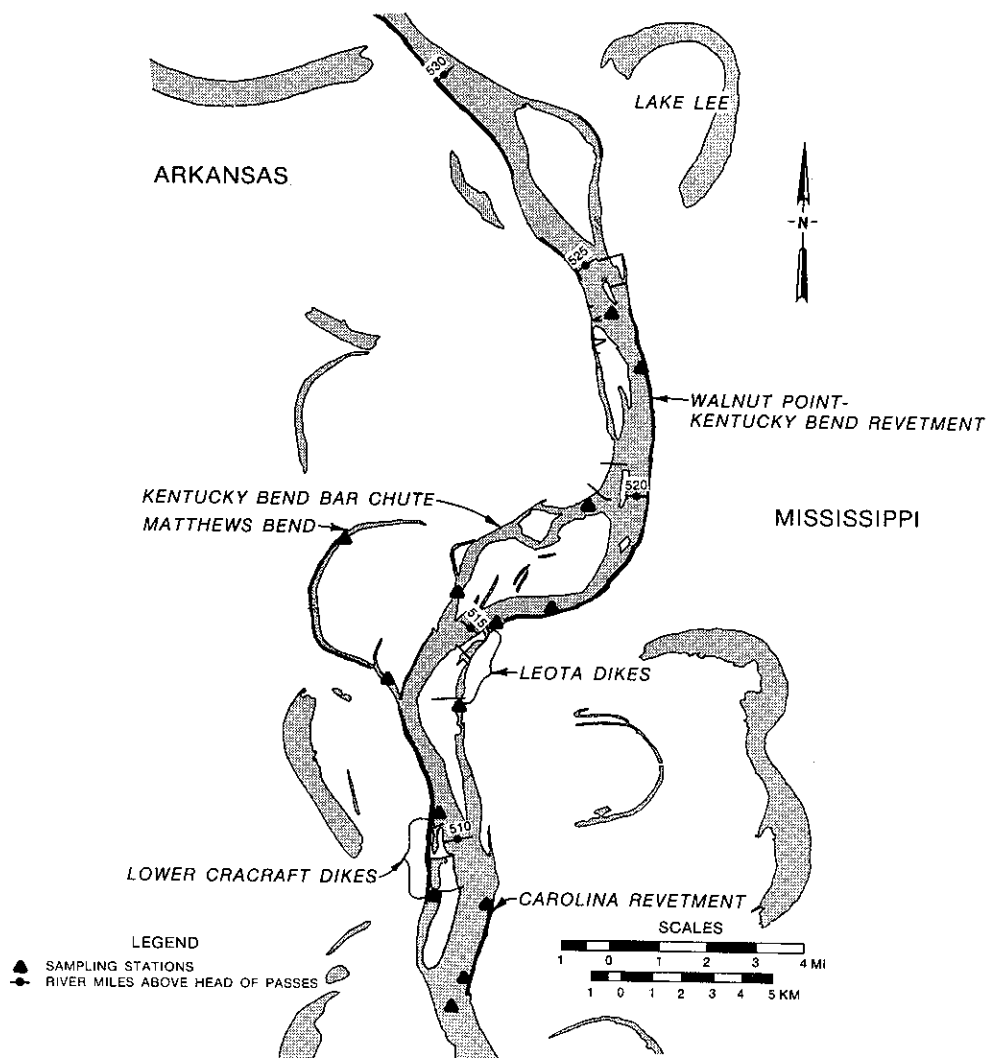 530
LAKE LEE
ARKANSAS
-N-
525
WALNUT POINT-
KENTUCKY BEND REVETMENT
520
KENTUCKY BEND BAR CHUTE
MATTHEWS BEND
MISSISSIPPI
515
LEOTA DIKES
510
LOWER CRACRAFT DIKES
CAROLINA REVETMENT
SCALES
1 0 1 2 3 4 MI
1 0 1 2 3 4 5 KM
LEGEND
SAMPLING STATIONS
RIVER MILES ABOVE HEAD OF PASSES